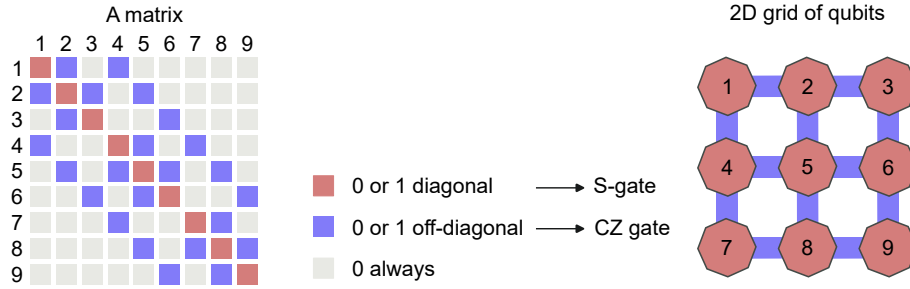 A matrix
1 2 3 4 5 6 7 8 9
1
2
3
4
5
6
7
8
9
0 or 1 diagonal
S-gate
0 or 1 off-diagonal
CZ gate
0 always
2D grid of qubits
1 2 3
4 5 6
7 8 9